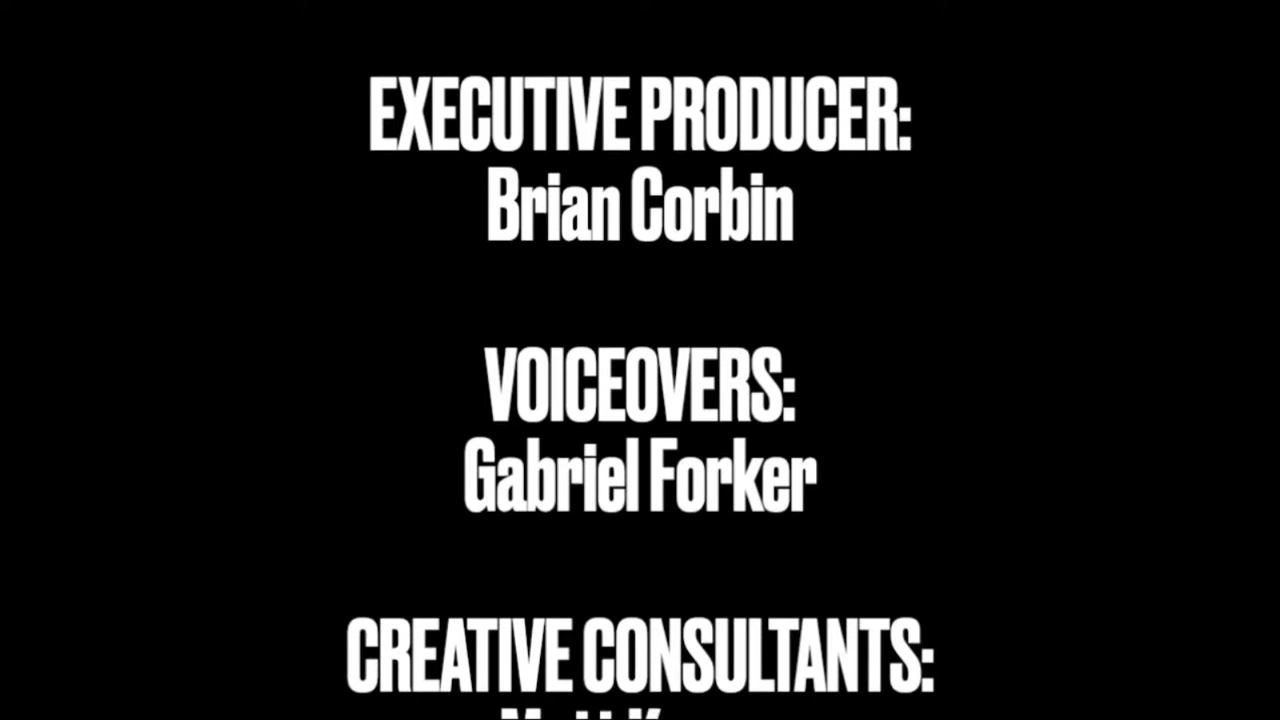 EXECUTIVE PRODUCER:
Brian Corbin
VOICEOVERS:
Gabriel Forker
CREATIVE CONSULTANTS: